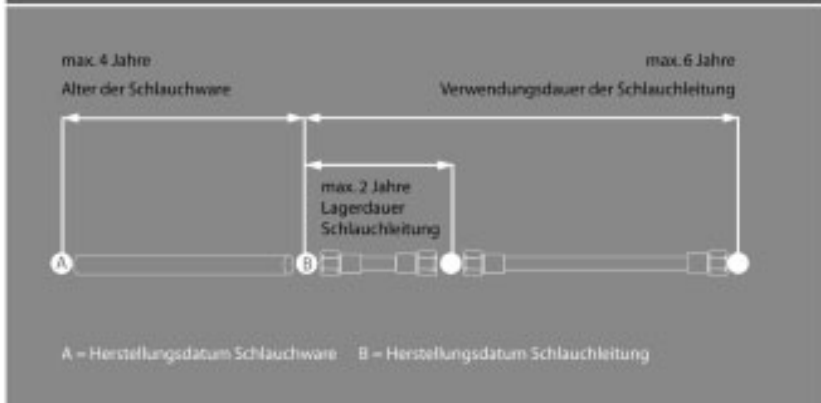 max. 4 Jahre
Alter der Schlauchware
max. 6 Jahre
Verwendungsdauer der Schlauchleitung
max. 2 Jahre
Lagerdauer
Schlauchleitung
A
B
A = Herstellungsdatum Schlauchware B = Herstellungsdatum Schlauchleitung